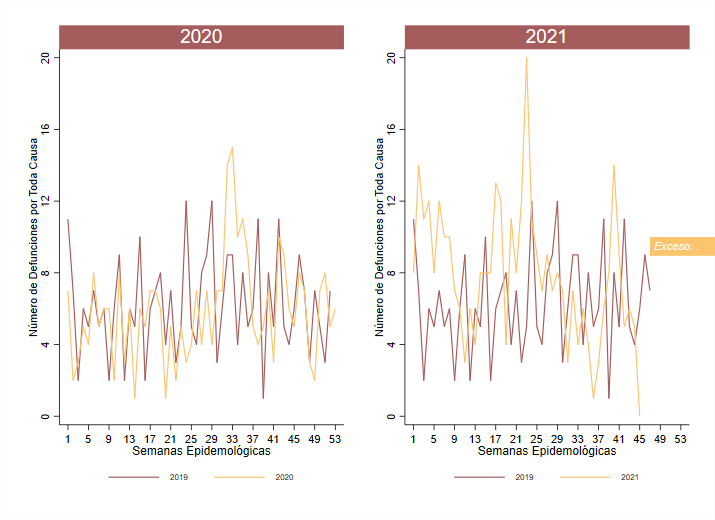 2020
Número de Defunciones por Toda Causa
20
16
12
8
4
0
1 5 9 13 17 21 25 29 33 37 41 45 49 53
Semanas Epidemológicas
2019 2020
2021
Número de Defunciones por Toda Causa
20
16
12
8
4
0
1 5 9 13 17 21 25 29 33 37 41 45 49 53
Semanas Epidemológicas
Exceso: .
2019 2021